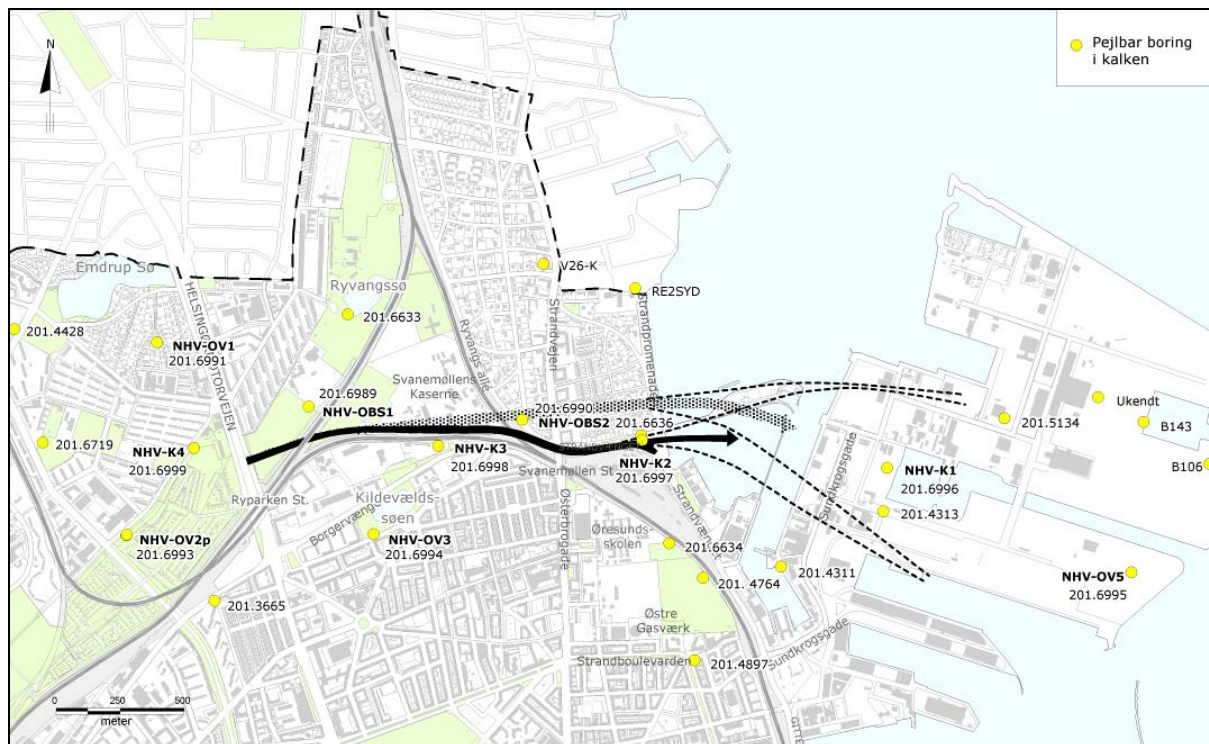 Pejlbar boring
i kalken
N
Emdrup Sø
HELSINGØRMOTORVEJEN
Ryvangssø
V26-K
RE2SYD
201.6633
201.4428
NHV-OV1
201.6991
Strandvejen
Strandpromenaden
Ryvangs allé
Svanemøllens
Kaserne
201.6989
NHV-OBS1
201.6990
201.6636
NHV-OBS2
201.5134
Ukendt
B143
B106
201.6719
NHV-K4
201.6999
NHV-K3
201.6998
Svanemøllen St.
NHV-K2
201.6997
NHV-K1
201.6996
Sundkrogsgade
201.4313
Ryparken St.
Kildevælds-
søen
Borgervænget
Østerbrogade
Strandvænget
NHV-OV2p
201.6993
NHV-OV3
201.6994
Øresunds-
skolen
201.6634
201. 4764
201.4311
NHV-OV5
201.6995
201.3665
Østre
Gasværk
Sundkrogsgade
Strandboulevarden
201.4897
0 250 500
meter